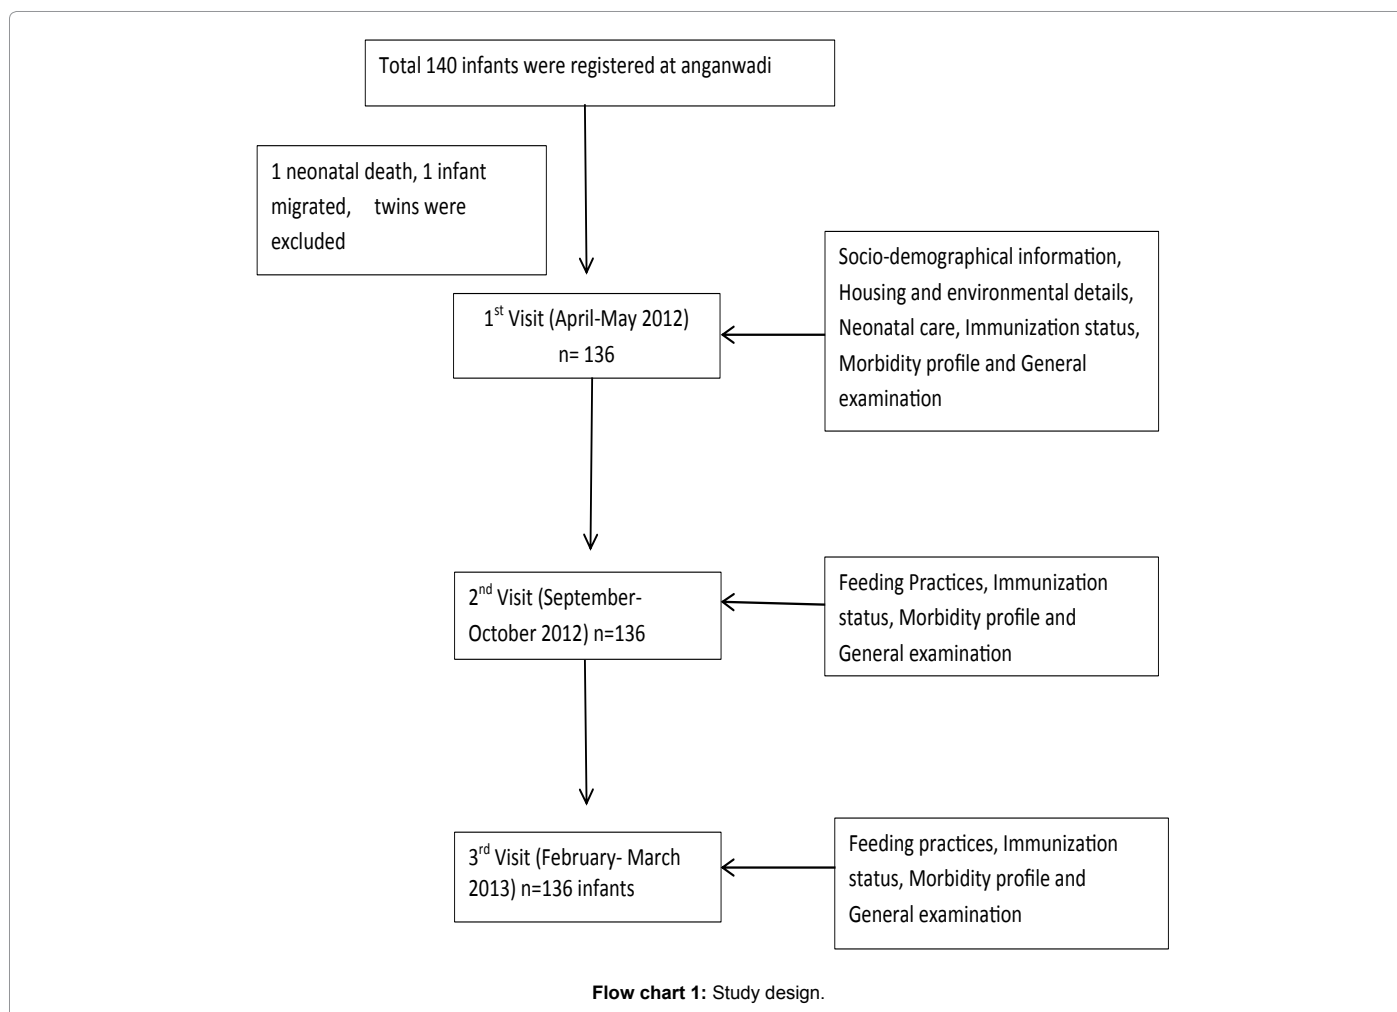 Total 140 infants were registered at anganwadi
1 neonatal death, 1 infant
migrated, twins were
excluded
Socio-demographical information,
Housing and environmental details,
Neonatal care, Immunization status,
Morbidity profile and General
examination
1st Visit (April-May 2012)
n= 136
2nd Visit (September-
October 2012) n=136
Feeding Practices, Immunization
status, Morbidity profile and
General examination
3rd Visit (February- March
2013) n=136 infants
Feeding practices, Immunization
status, Morbidity profile and
General examination
Flow chart 1: Study design.